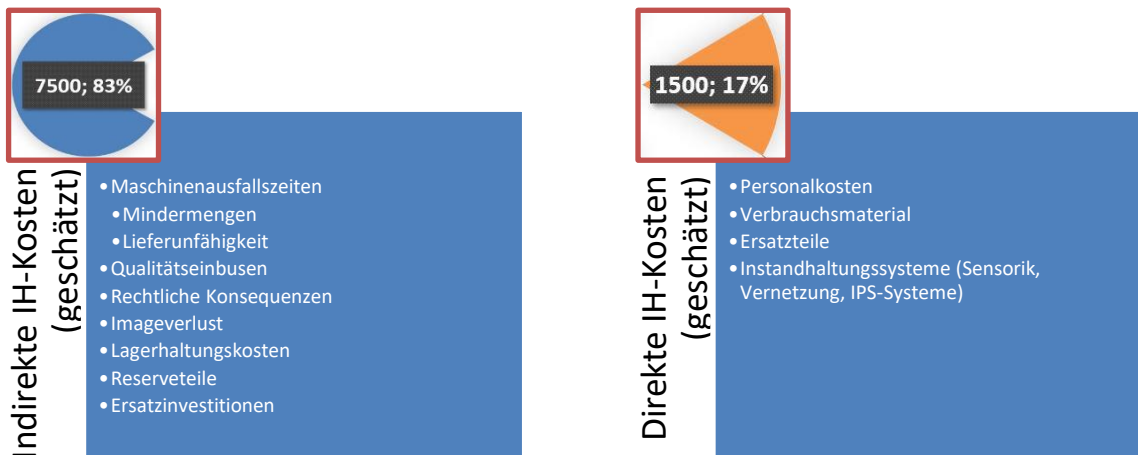 7500; 83%
Indirekte IH-Kosten
(geschätzt)
•Maschinenausfallszeiten
•Mindermengen
•Lieferunfähigkeit
•Qualitätseinbusen
•Rechtliche Konsequenzen
•Imageverlust
•Lagerhaltungskosten
•Reserveteile
•Ersatzinvestitionen
1500; 17%
Direkte IH-Kosten
(geschätzt)
•Personalkosten
•Verbrauchsmaterial
•Ersatzteile
•Instandhaltungssysteme (Sensorik,
Vernetzung, IPS-Systeme)